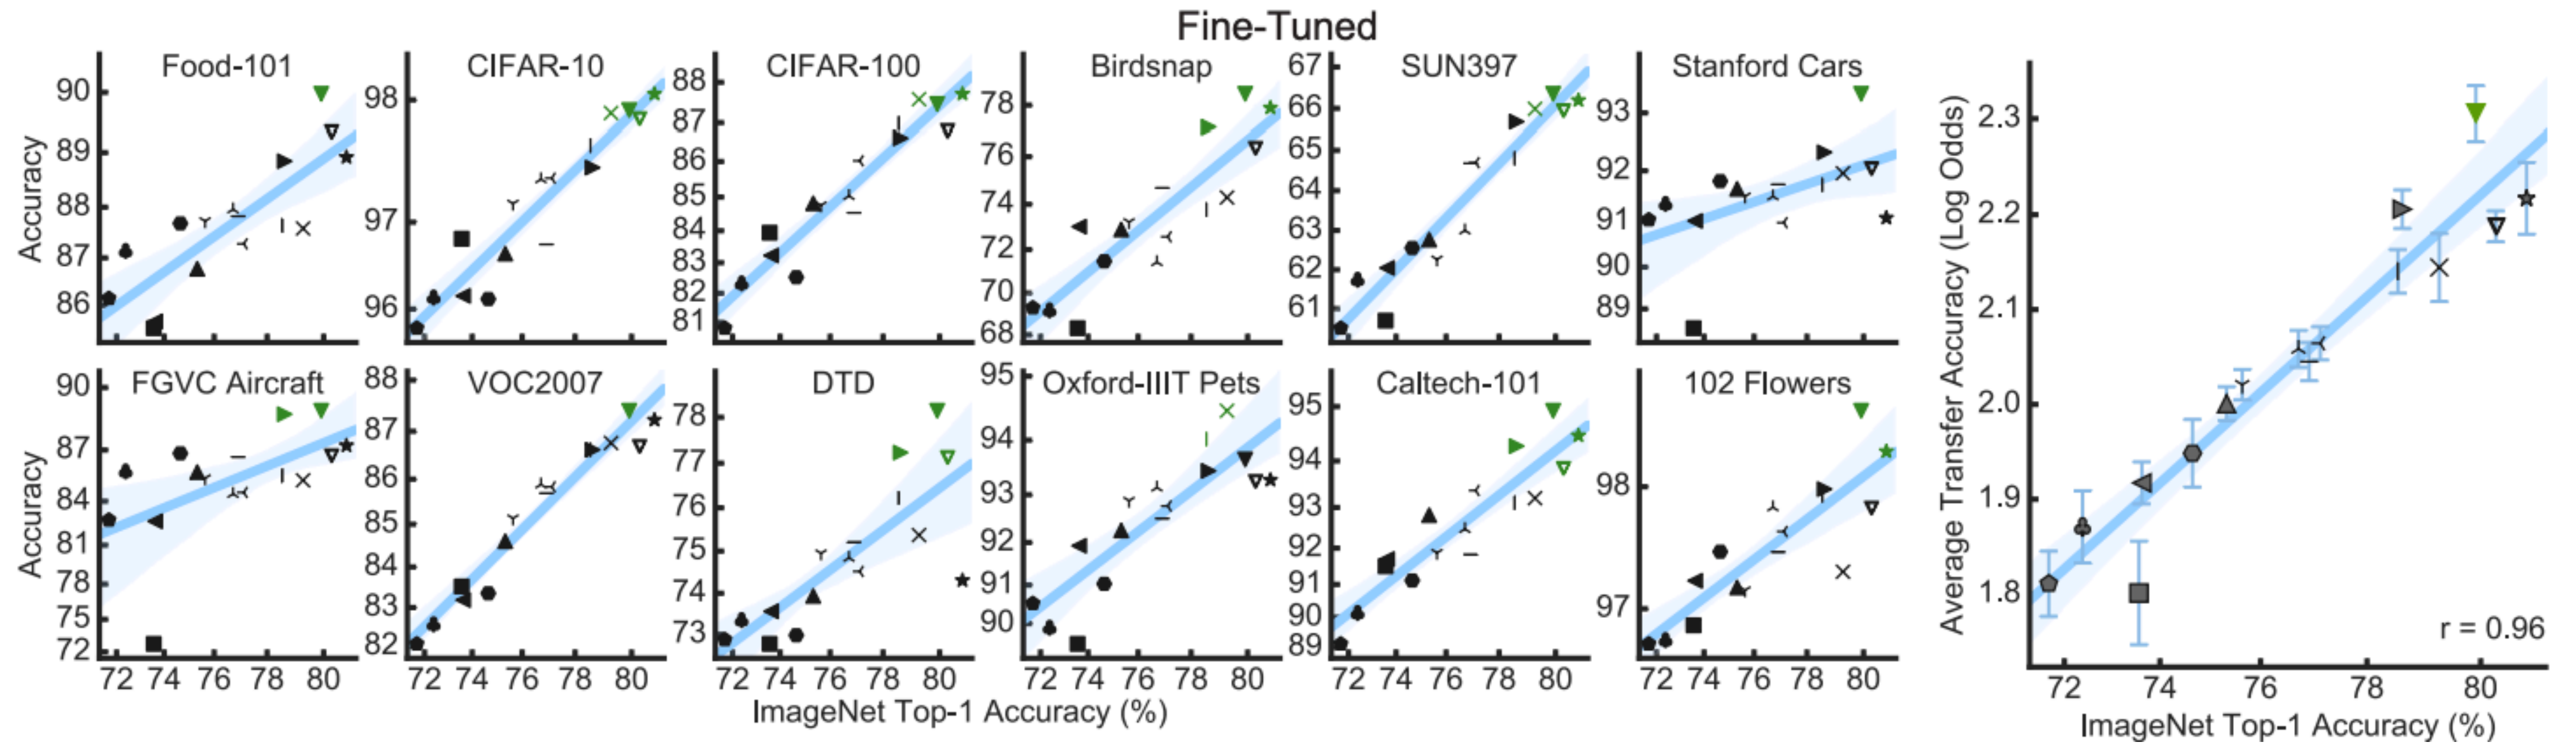 Fine-Tuned
Food-101
CIFAR-10
CIFAR-100
Birdsnap
SUN397
Stanford Cars
Accuracy
90
89
88
87
86
98
97
96
88
87
86
85
84
83
82
81
78
76
74
72
70
68
67
66
65
64
63
62
61
93
92
91
90
89
FGVC Aircraft
VOC2007
DTD
Oxford-IIIT Pets
Caltech-101
102 Flowers
Accuracy
90
87
84
81
78
75
72
88
87
86
85
84
83
82
78
77
76
75
74
73
95
94
93
92
91
90
95
94
93
92
91
90
89
98
97
72 74 76 78 80
72 74 76 78 80
72 74 76 78 80
72 74 76 78 80
72 74 76 78 80
72 74 76 78 80
ImageNet Top-1 Accuracy (%)
Average Transfer Accuracy (Log Odds)
2.3
2.2
2.1
2.0
1.9
1.8
r = 0.96
72 74 76 78 80
ImageNet Top-1 Accuracy (%)